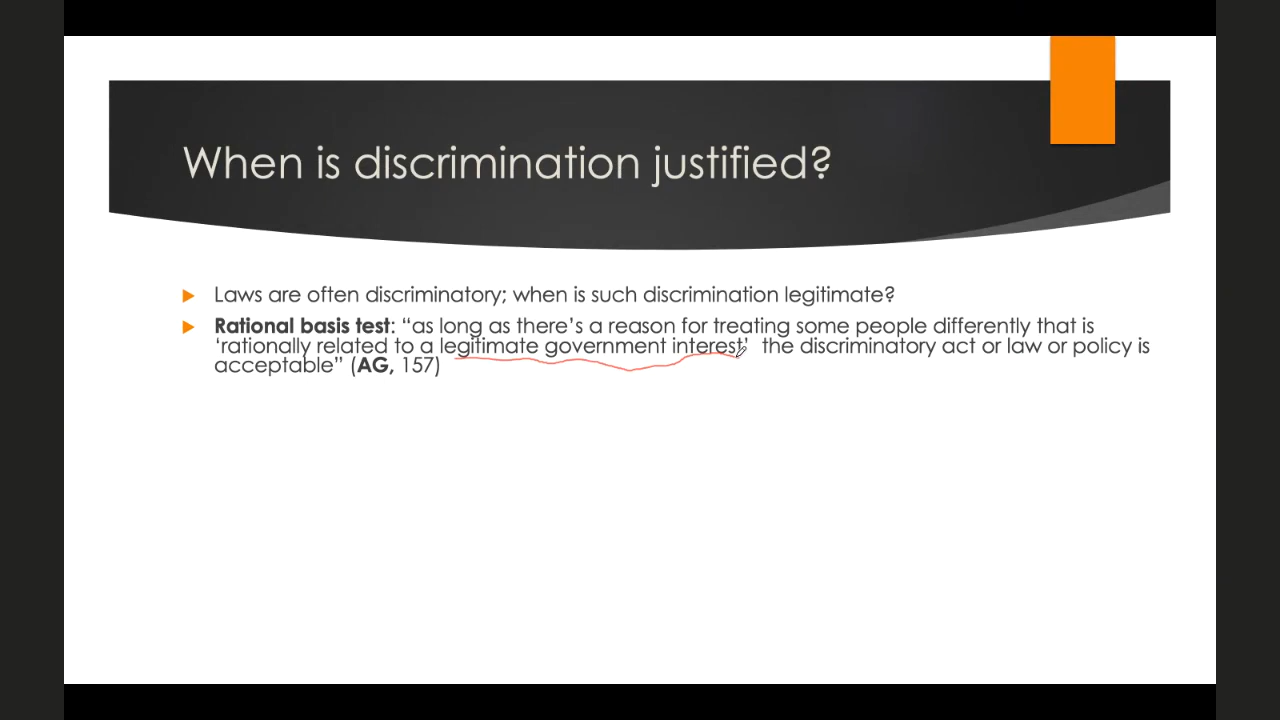 When is discrimination justified?
Laws are often discriminatory; when is such discrimination legitimate?
Rational basis test: “as long as there’s a reason for treating some people differently that is
‘rationally related to a legitimate government interest’ the discriminatory act or law or policy is
acceptable” (AG, 157)